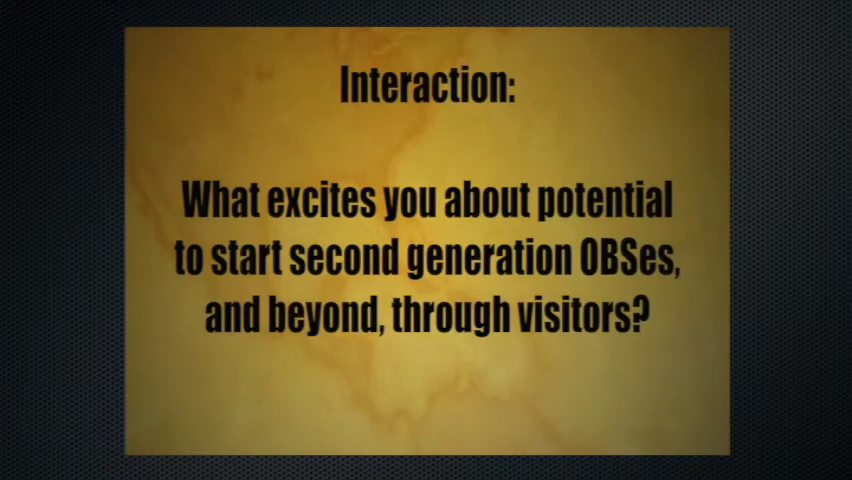 Interaction:
What excites you about potential
to start second generation OBSes,
and beyond, through visitors?